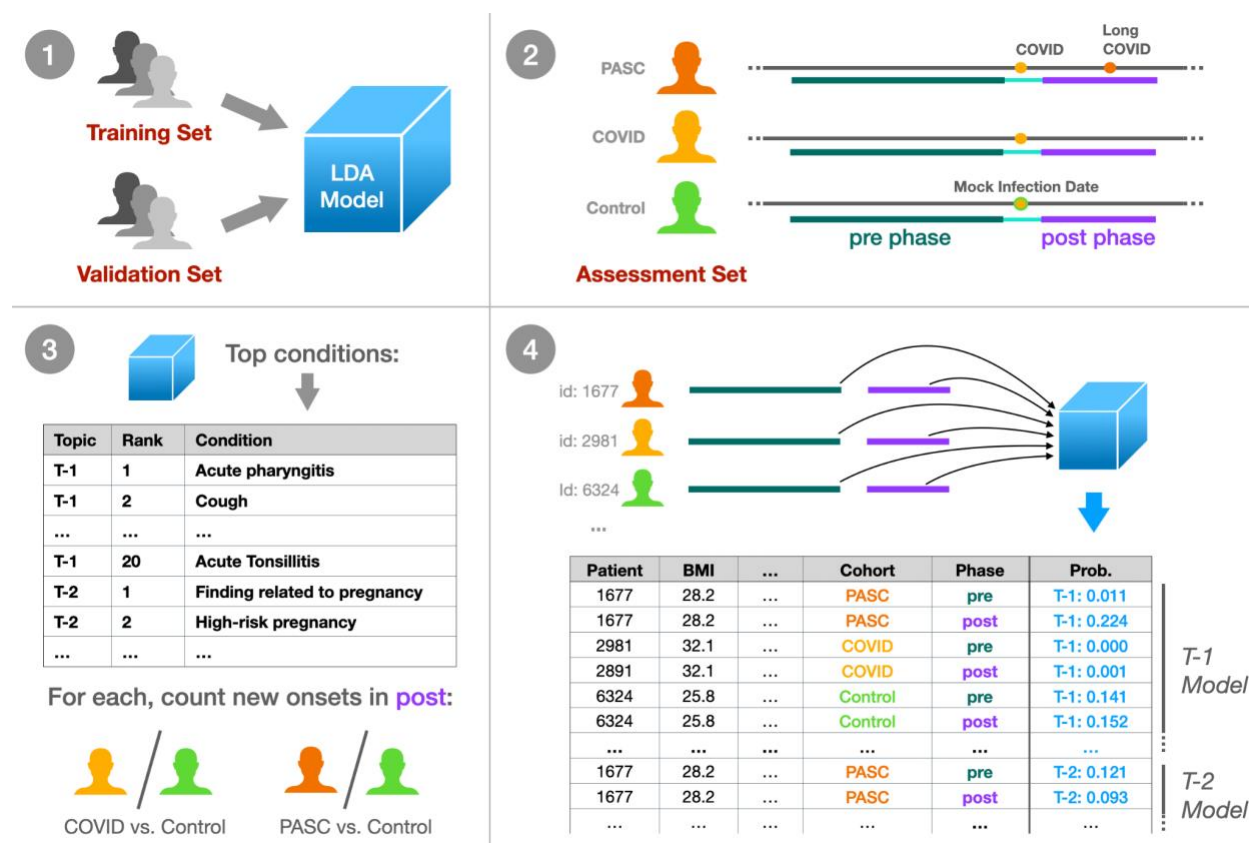 1
Training Set
Validation Set
LDA
Model
2
PASC
COVID
Long
COVID
COVID
Control
Mock Infection Date
pre phase
post phase
Assessment Set
3
Top conditions:
Topic Rank Condition
T-1 1 Acute pharyngitis
T-1 2 Cough
... ... ...
T-1 20 Acute Tonsillitis
T-2 1 Finding related to pregnancy
T-2 2 High-risk pregnancy
... ... ...
For each, count new onsets in post:
COVID vs. Control
PASC vs. Control
4
id: 1677
id: 2981
Id: 6324
...
Patient BMI ... Cohort Phase Prob.
1677 28.2 ... PASC pre T-1: 0.011
1677 28.2 ... PASC post T-1: 0.224
2981 32.1 ... COVID pre T-1: 0.000
2891 32.1 ... COVID post T-1: 0.001
6324 25.8 ... Control pre T-1: 0.141
6324 25.8 ... Control post T-1: 0.152
... ... ... ... ... ...
1677 28.2 ... PASC pre T-2: 0.121
1677 28.2 ... PASC post T-2: 0.093
... ... ... ... ... ...
T-1
Model
T-2
Model